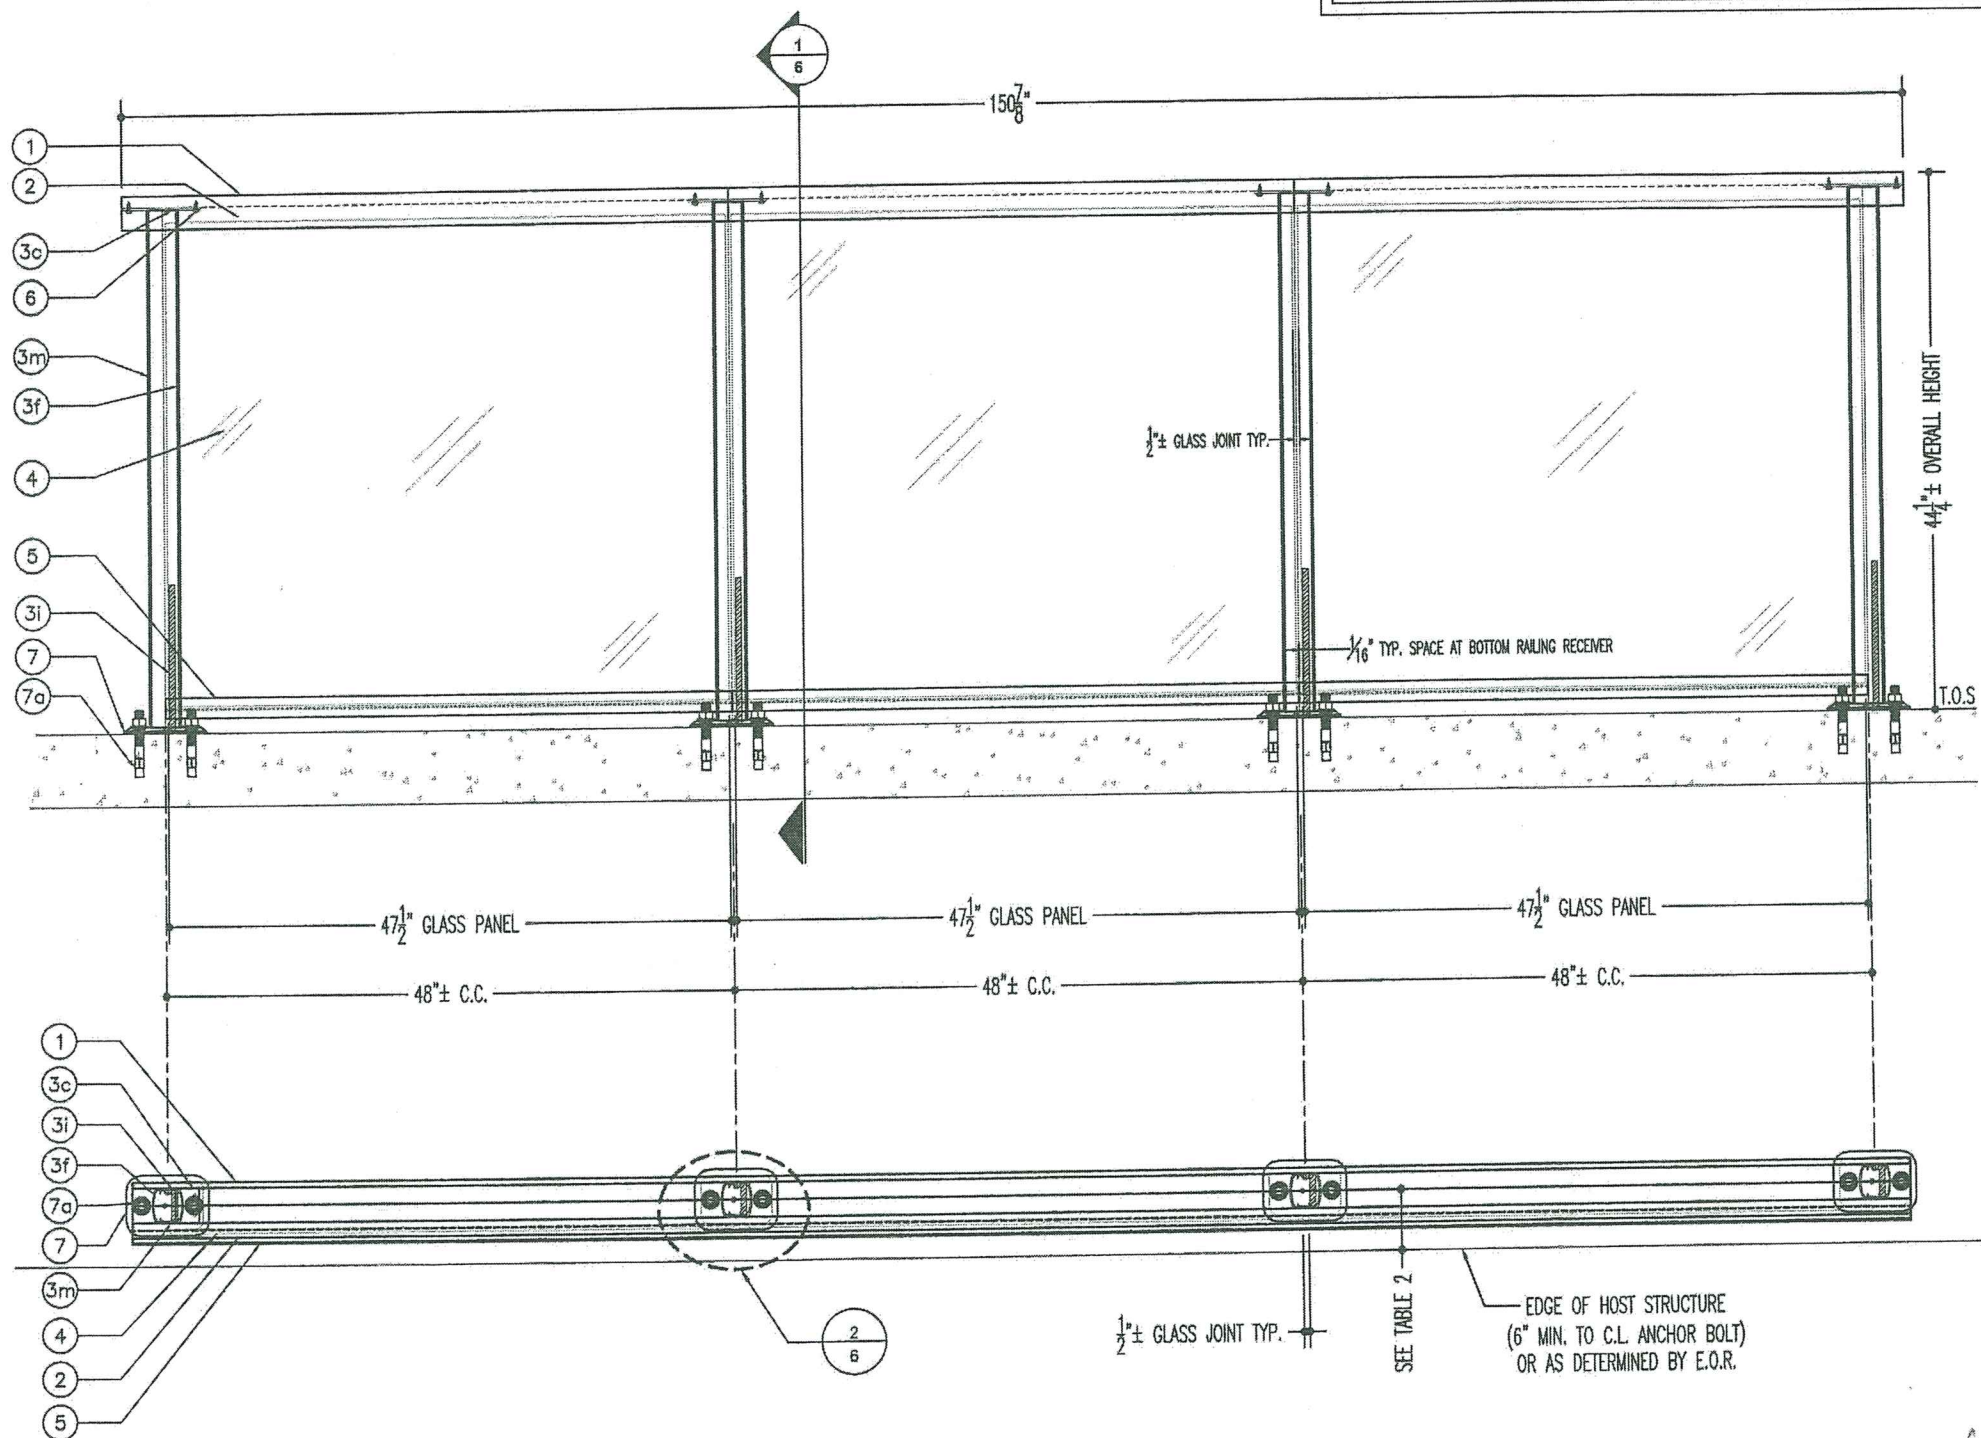 1
6
150 7/8"
1
2
3c
6
3m
3f
4
5
3i
7
7a
1/2"± GLASS JOINT TYP.
44 1/4"± OVERALL HEIGHT
1/16" TYP. SPACE AT BOTTOM RAILING RECEIVER
T.O.S
47 1/2" GLASS PANEL
47 1/2" GLASS PANEL
47 1/2" GLASS PANEL
48"± C.C.
48"± C.C.
48"± C.C.
1
3c
3i
3f
7a
7
3m
4
2
5
2
6
1/2"± GLASS JOINT TYP.
SEE TABLE 2
EDGE OF HOST STRUCTURE
(6" MIN. TO C.L. ANCHOR BOLT)
OR AS DETERMINED BY E.O.R.